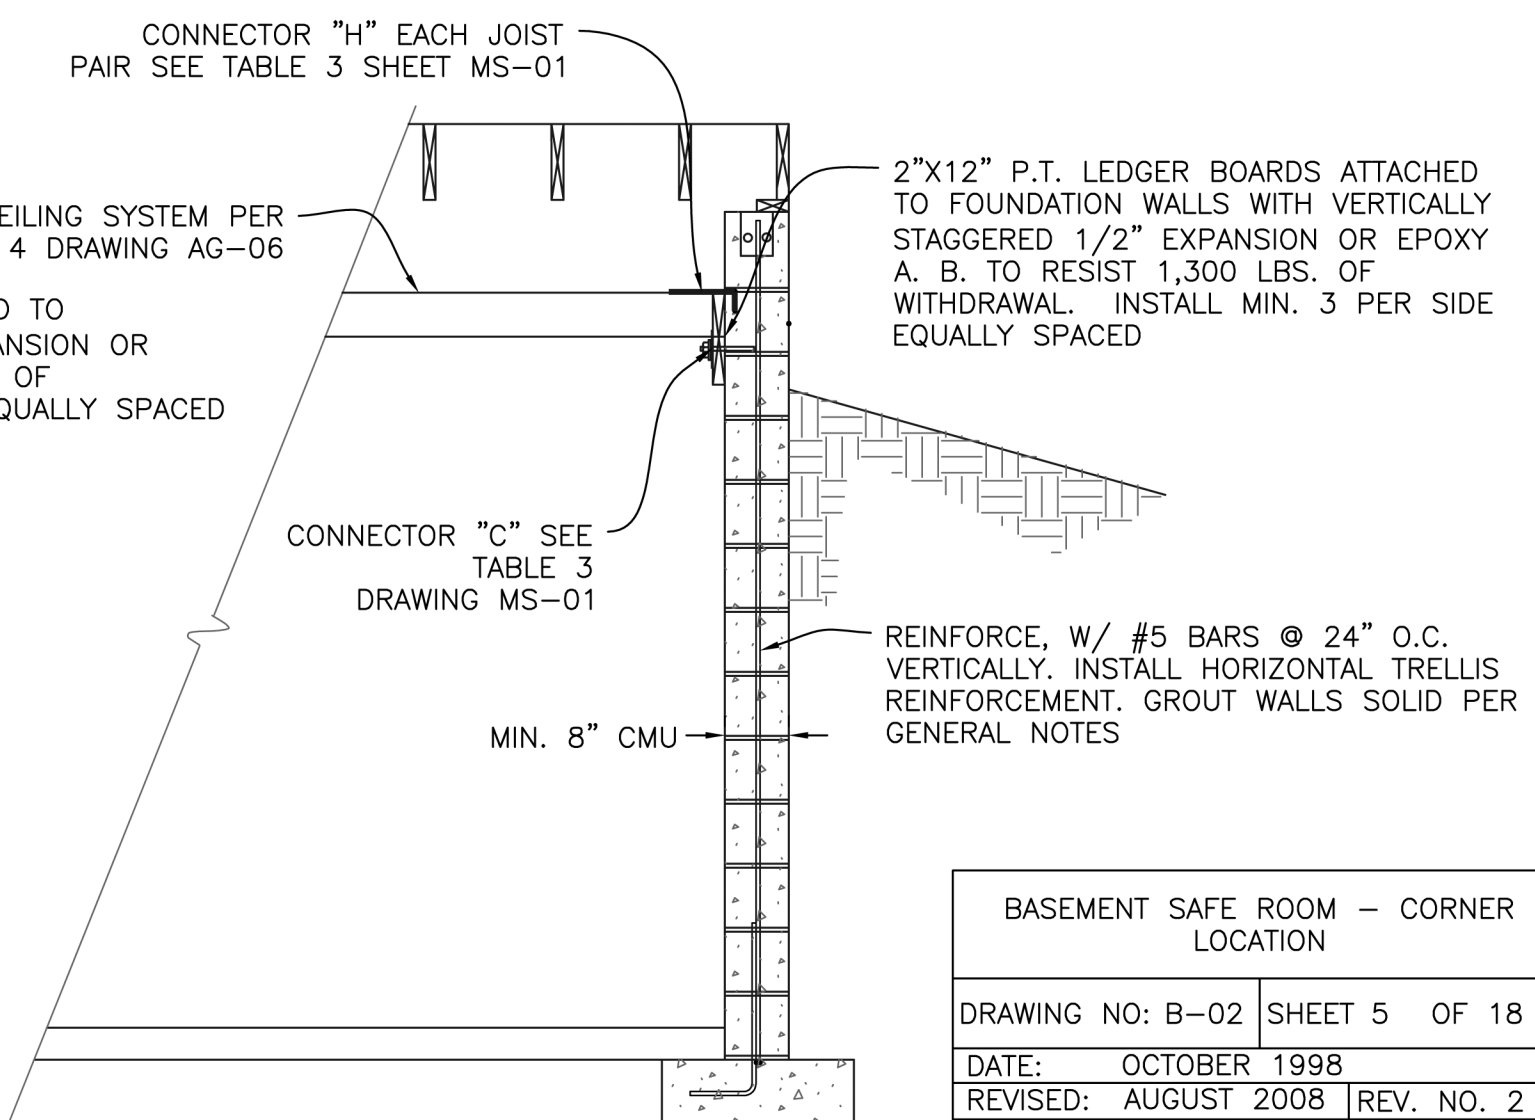 CONNECTOR "H" EACH JOIST
PAIR SEE TABLE 3 SHEET MS-01
EILING SYSTEM PER
4 DRAWING AG-06
TO
ANSION OR
OF
QUALLY SPACED
2"X12" P.T. LEDGER BOARDS ATTACHED
TO FOUNDATION WALLS WITH VERTICALLY
STAGGERED 1/2" EXPANSION OR EPOXY
A. B. TO RESIST 1,300 LBS. OF
WITHDRAWAL. INSTALL MIN. 3 PER SIDE
EQUALLY SPACED
CONNECTOR "C" SEE
TABLE 3
DRAWING MS-01
REINFORCE, W/ #5 BARS @ 24" O.C.
VERTICALLY. INSTALL HORIZONTAL TRELLIS
REINFORCEMENT. GROUT WALLS SOLID PER
GENERAL NOTES
MIN. 8" CMU
BASEMENT SAFE ROOM - CORNER
LOCATION
DRAWING NO: B-02 SHEET 5 OF 18
DATE: OCTOBER 1998
REVISED: AUGUST 2008 REV. NO. 2